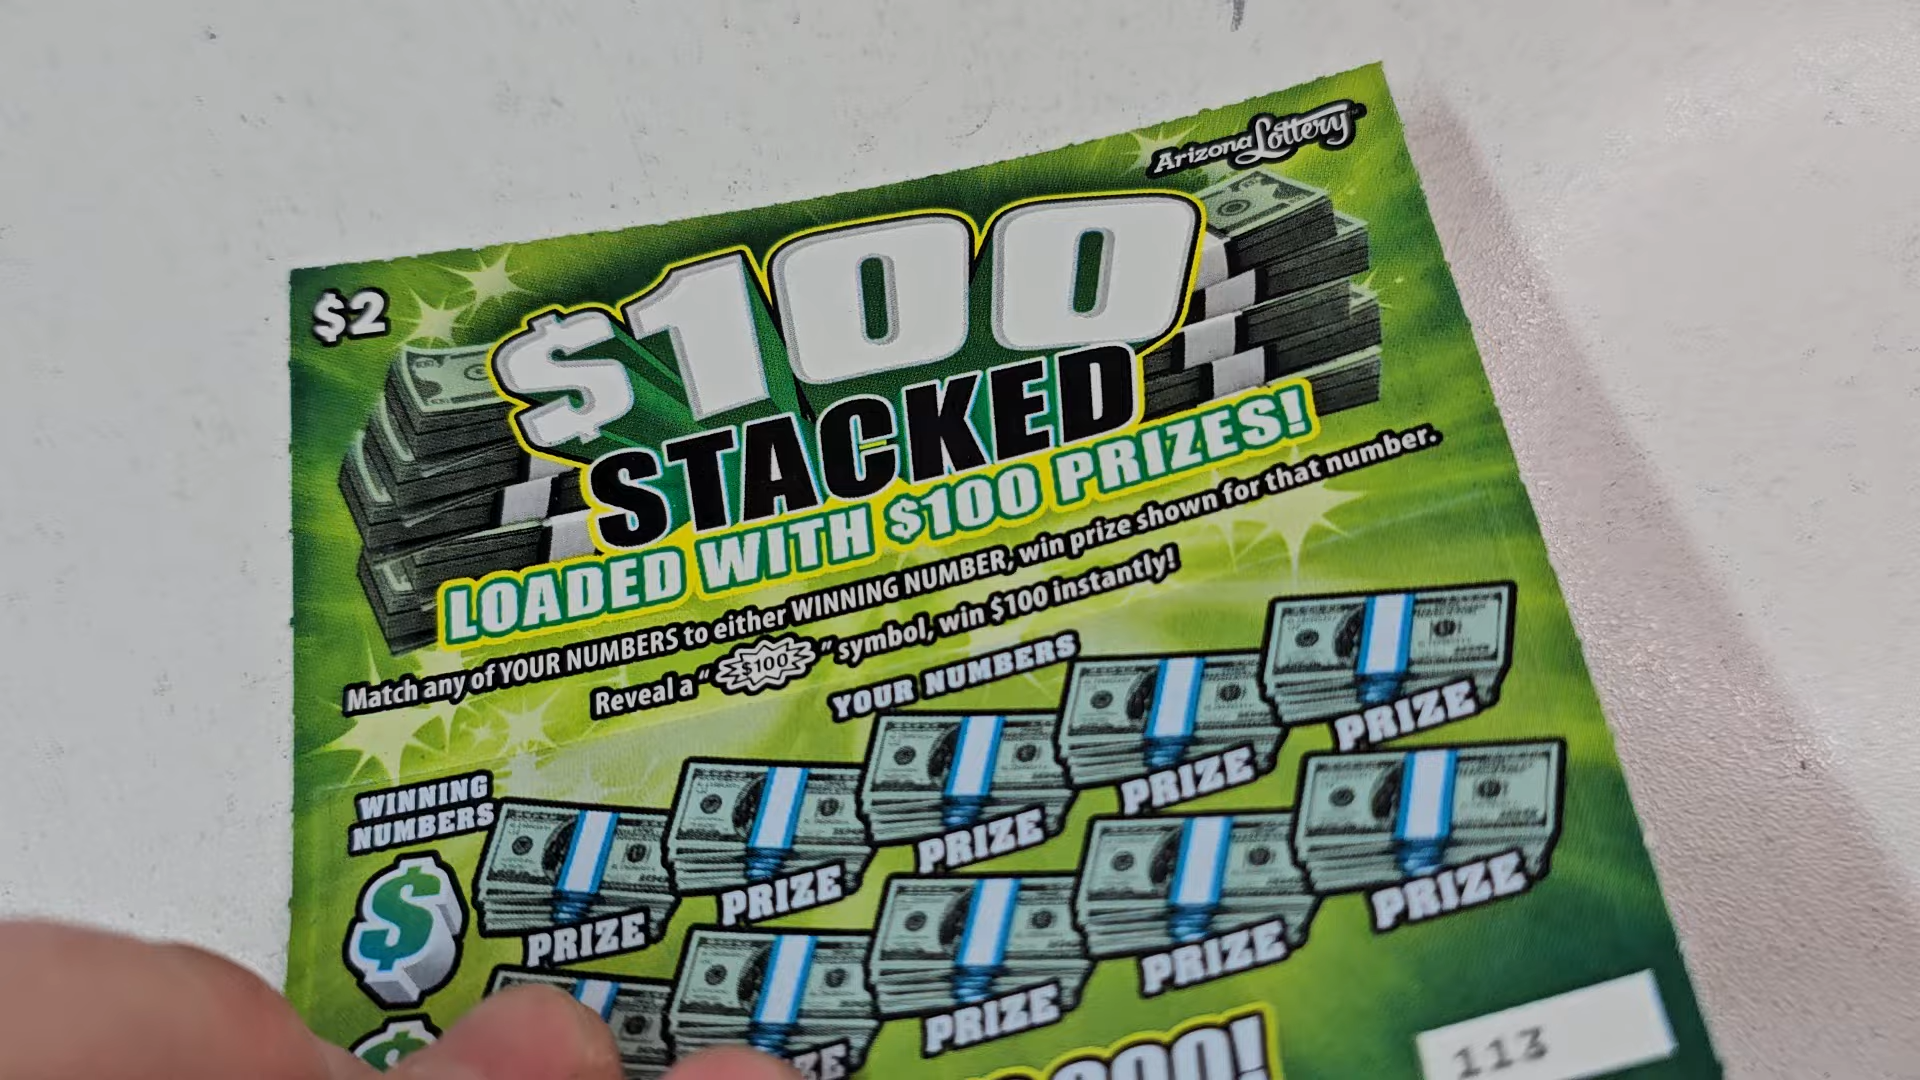 Arizona Lottery
$2
$100
STACKED
LOADED WITH $100 PRIZES!
Match any of YOUR NUMBERS to either WINNING NUMBER, win prize shown for that number.
Reveal a " $100 " symbol, win $100 instantly!
YOUR NUMBERS
WINNING
NUMBERS
$
PRIZE
PRIZE
PRIZE
PRIZE
PRIZE
PRIZE
PRIZE
PRIZE
113